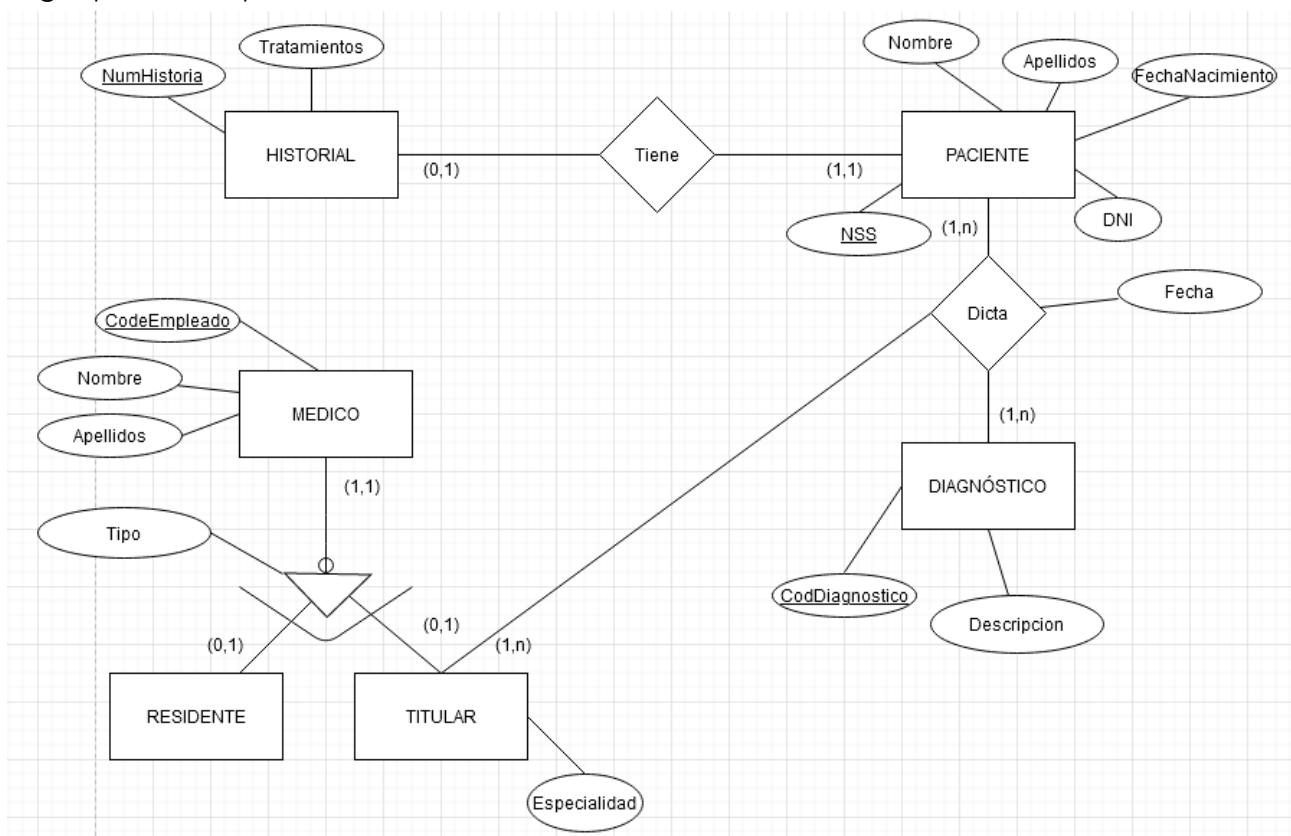 Tratamientos
NumHistoria
HISTORIAL
(0,1)
Tiene
(1,1)
PACIENTE
Nombre
Apellidos
FechaNacimiento
DNI
NSS
(1,n)
Dicta
Fecha
(1,n)
DIAGNÓSTICO
CodDiagnostico
Descripcion
CodeEmpleado
Nombre
Apellidos
MEDICO
(1,1)
Tipo
(0,1)
(0,1)
(1,n)
RESIDENTE
TITULAR
Especialidad